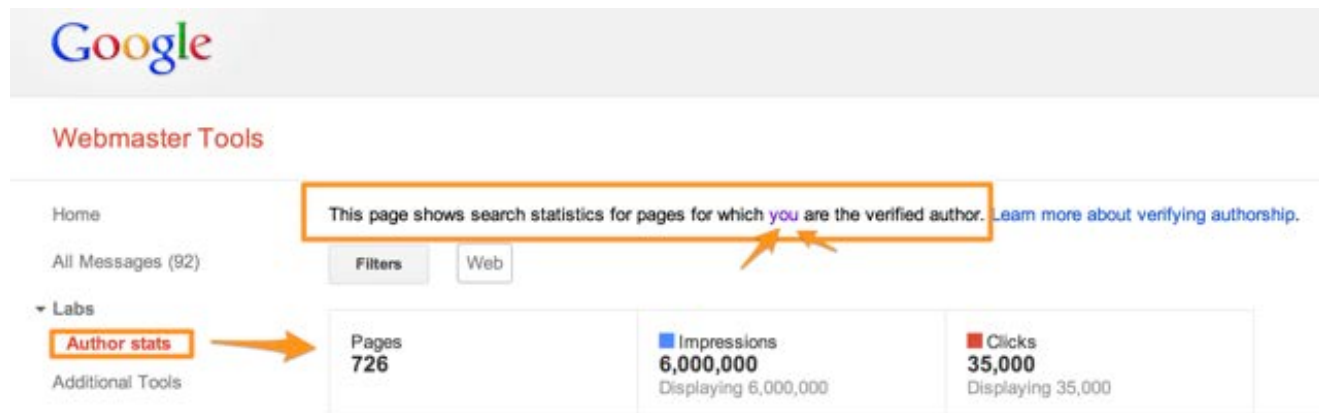 Google
Webmaster Tools
Home
This page shows search statistics for pages for which you are the verified author. Learn more about verifying authorship.
All Messages (92)
Filters
Web
Labs
Author stats
Additional Tools
Pages
726
Impressions
6,000,000
Displaying 6,000,000
Clicks
35,000
Displaying 35,000